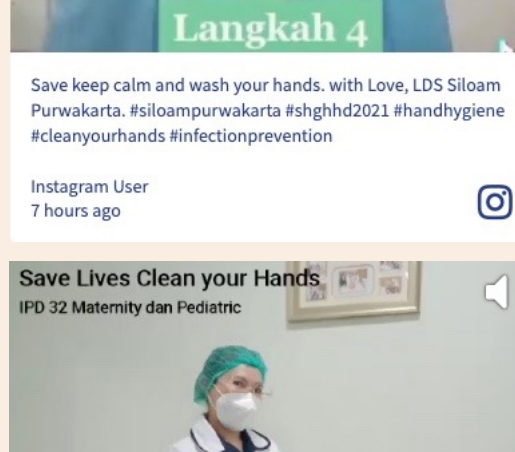 Langkah 4
Save keep calm and wash your hands. with Love, LDS Siloam
Purwakarta. #siloampurwakarta #shghhd2021 #handhygiene
#cleanyourhands #infectionprevention
Instagram User
7 hours ago
Save Lives Clean your Hands
IPD 32 Maternity dan Pediatric